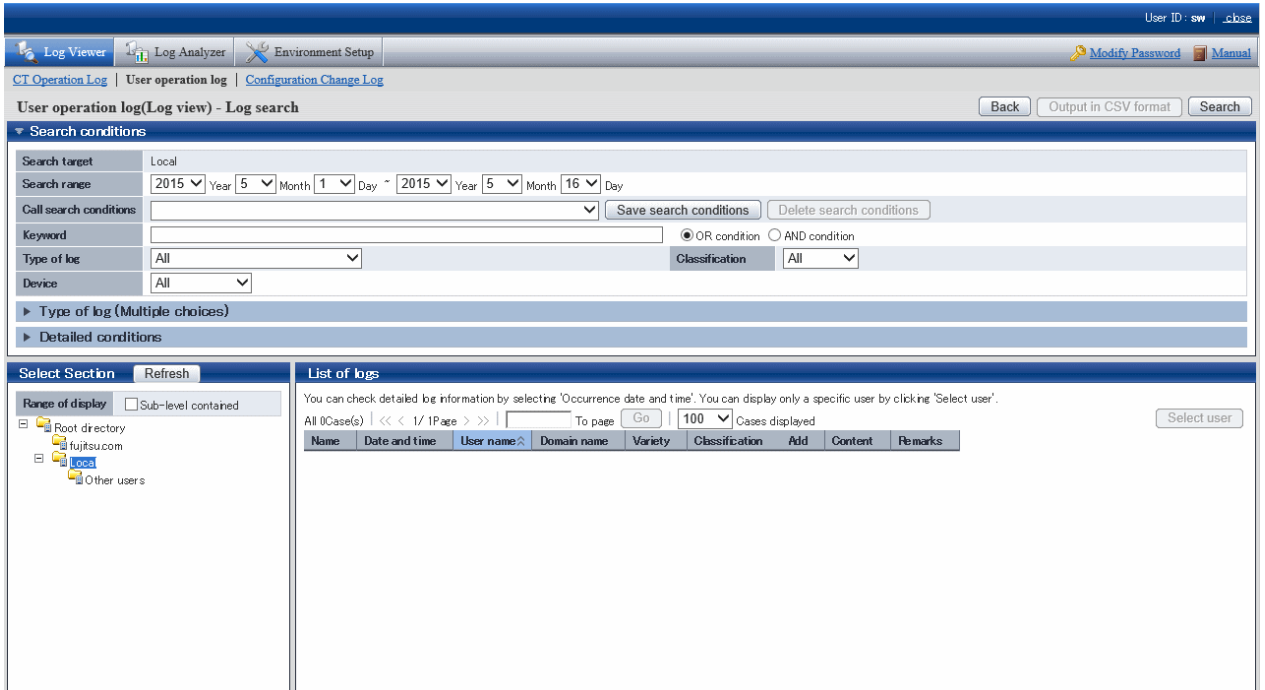 User ID : sw | close
Log Viewer Log Analyzer Environment Setup Modify Password Manual
CT Operation Log | User operation log | Configuration Change Log
User operation log(Log view) - Log search Back Output in CSV format Search
Search conditions
Search target Local
Search range 2015 Year 5 Month 1 Day ~ 2015 Year 5 Month 16 Day
Call search conditions Save search conditions Delete search conditions
Keyword OR condition AND condition
Type of log All Classification All
Device All
Type of log (Multiple choices)
Detailed conditions
Select Section Refresh
Range of display Sub-level contained
Root directory
fujitsu.com
Local
Other users
List of logs
You can check detailed log information by selecting 'Occurrence date and time'. You can display only a specific user by clicking 'Select user'.
All 0Case(s) | << < 1/ 1Page > >> | To page Go | 100 Cases displayed Select user
Name Date and time User name Domain name Variety Classification Add Content Remarks